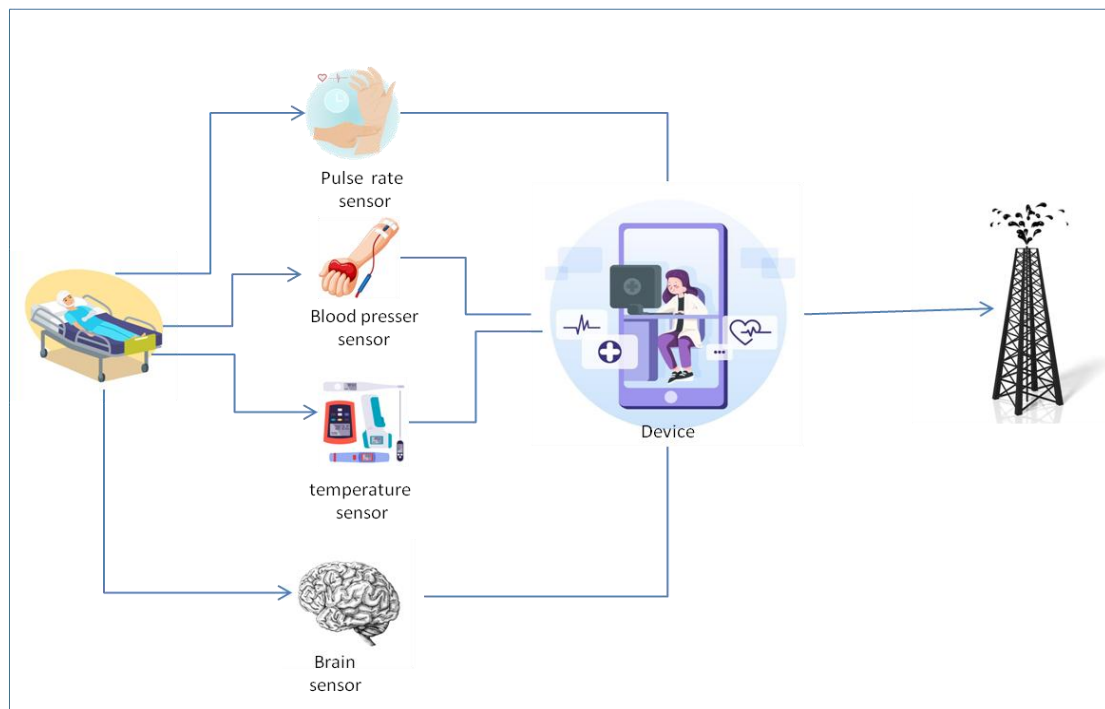 Pulse rate
sensor
Blood presser
sensor
temperature
sensor
Brain
sensor
Device